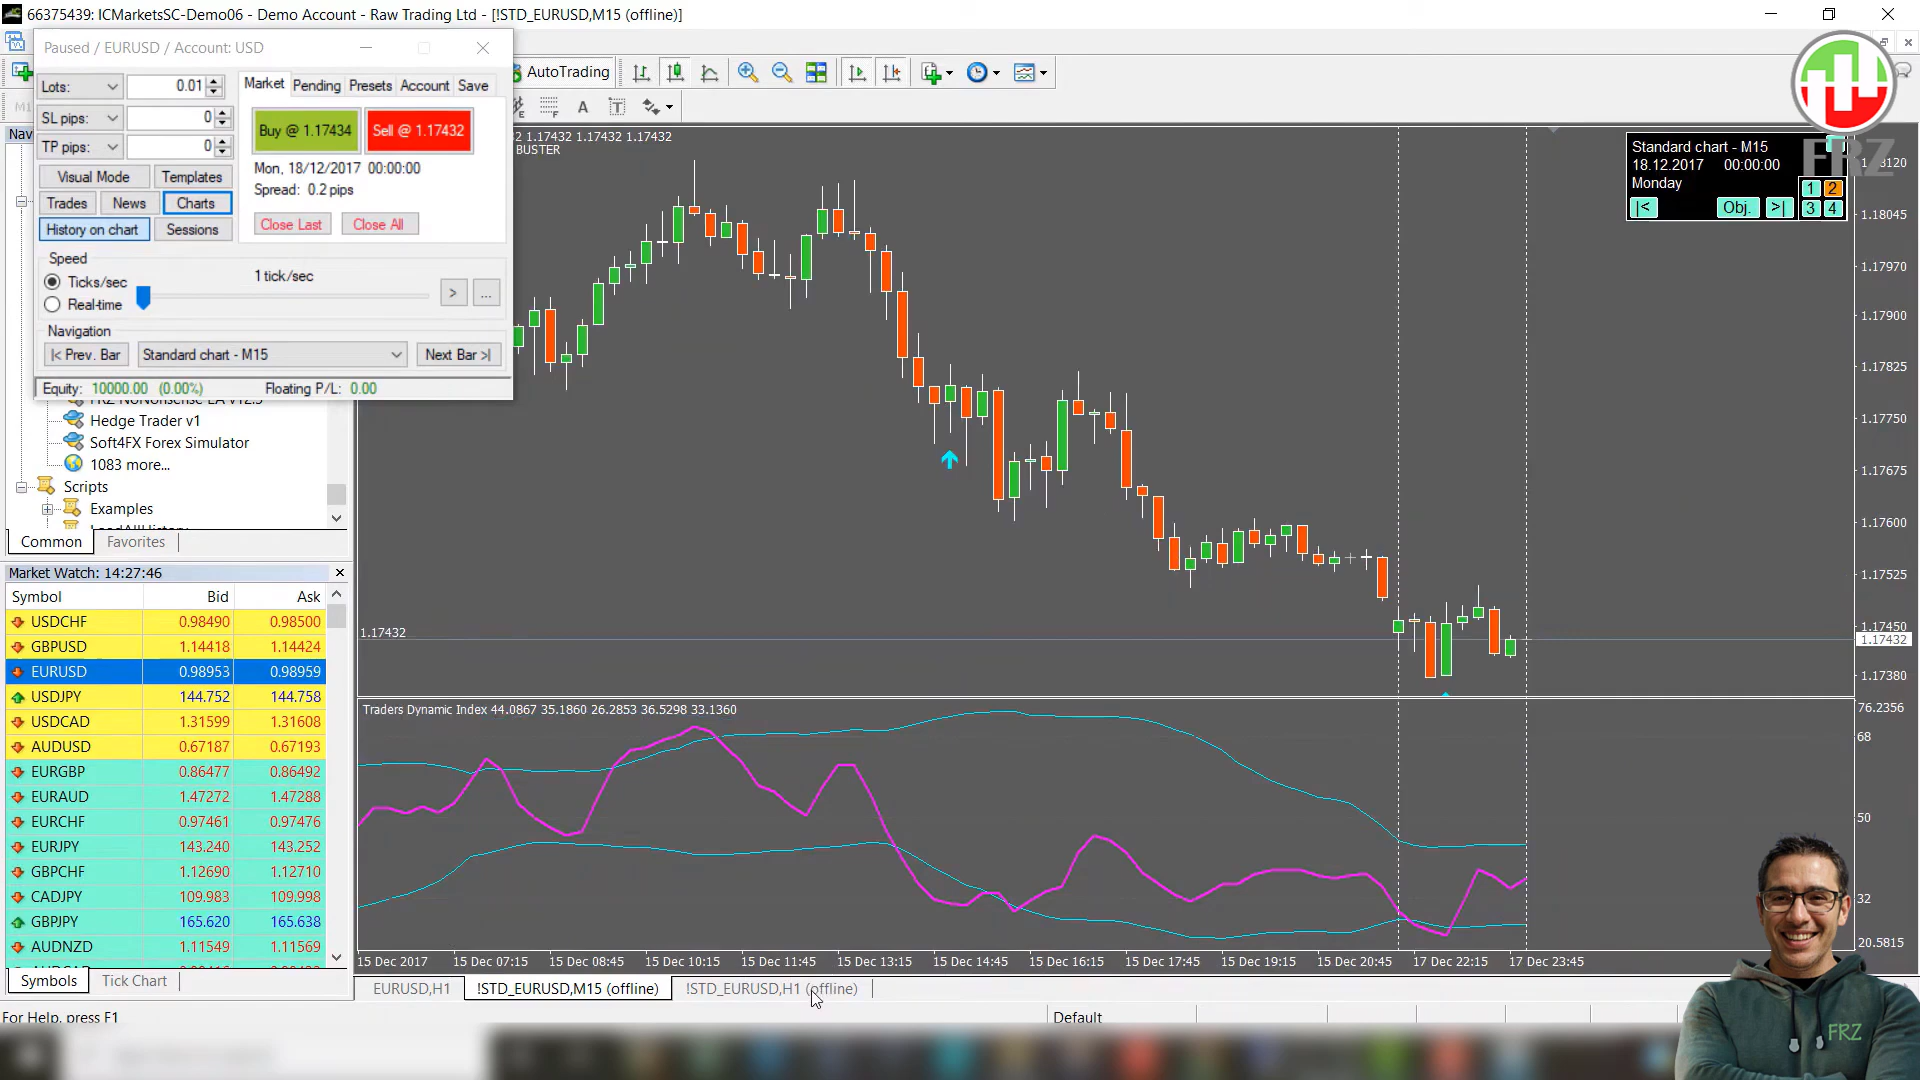 66375439: ICMarketsSC-Demo06 - Demo Account - Raw Trading Ltd - [!STD_EURUSD,M15 (offline)]
Paused / EURUSD / Account: USD
Lots: 0.01
SL pips: 0
TP pips: 0
Visual Mode Templates
Trades News Charts
History on chart Sessions
Market Pending Presets Account Save
Buy @ 1.17434 Sell @ 1.17432
Mon, 18/12/2017 00:00:00
Spread: 0.2 pips
Close Last Close All
Speed
Ticks/sec
Real-time
1 tick/sec
> ...
Navigation
|< Prev. Bar Standard chart - M15 Next Bar >|
Equity: 10000.00 (0.00%) Floating P/L: 0.00
AutoTrading
M1
A T
Nav
Hedge Trader v1
Soft4FX Forex Simulator
1083 more...
Scripts
Examples
Common Favorites
Market Watch: 14:27:46
Symbol Bid Ask
USDCHF 0.98490 0.98500
GBPUSD 1.14418 1.14424
EURUSD 0.98953 0.98959
USDJPY 144.752 144.758
USDCAD 1.31599 1.31608
AUDUSD 0.67187 0.67193
EURGBP 0.86477 0.86492
EURAUD 1.47272 1.47288
EURCHF 0.97461 0.97476
EURJPY 143.240 143.252
GBPCHF 1.12690 1.12710
CADJPY 109.983 109.998
GBPJPY 165.620 165.638
AUDNZD 1.11549 1.11569
Symbols Tick Chart
For Help, press F1
2 1.17432 1.17432 1.17432
BUSTER
Standard chart - M15
18.12.2017 00:00:00
Monday
|< Obj. >|
1 2
3 4
FRZ
1.18045
1.17970
1.17900
1.17825
1.17750
1.17675
1.17600
1.17525
1.17450
1.17432
1.17380
1.17432
Traders Dynamic Index 44.0867 35.1860 26.2853 36.5298 33.1360
76.2356
68
50
32
20.5815
15 Dec 2017 15 Dec 07:15 15 Dec 08:45 15 Dec 10:15 15 Dec 11:45 15 Dec 13:15 15 Dec 14:45 15 Dec 16:15 15 Dec 17:45 15 Dec 19:15 15 Dec 20:45 17 Dec 22:15 17 Dec 23:45
EURUSD,H1 !STD_EURUSD,M15 (offline) !STD_EURUSD,H1 (offline)
Default
FRZ